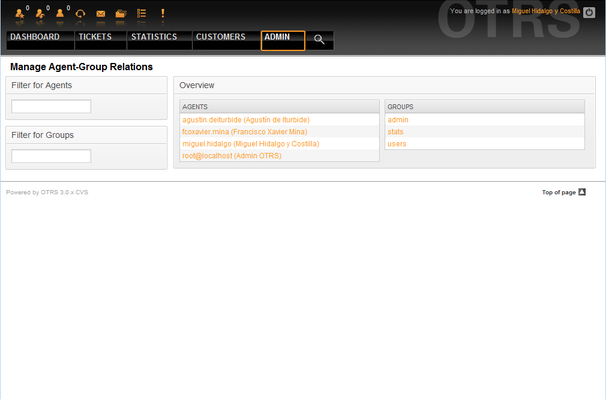 0 0 0
You are logged in as Miguel Hidalgo y Costilla
OTRS
DASHBOARD TICKETS STATISTICS CUSTOMERS ADMIN
Manage Agent-Group Relations
Filter for Agents
Filter for Groups
Overview
AGENTS
agustin.deiturbide (Agustín de Iturbide)
fcoxavier.mina (Francisco Xavier Mina)
miguel.hidalgo (Miguel Hidalgo y Costilla)
root@localhost (Admin OTRS)
GROUPS
admin
stats
users
Powered by OTRS 3.0.x CVS
Top of page